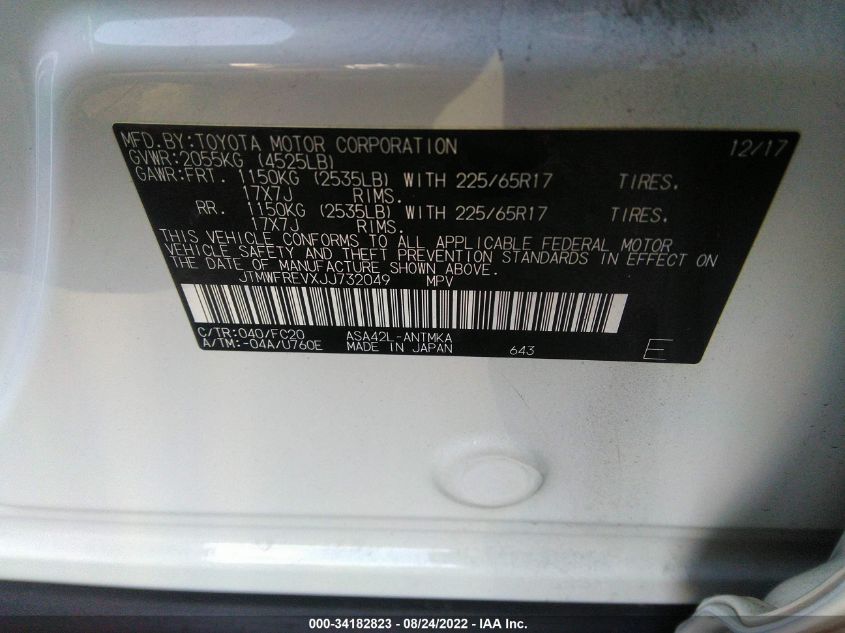 MFD.BY:TOYOTA MOTOR CORPORATION 12/17
GVWR:2055KG (4525LB)
GAWR:FRT. 1150KG (2535LB) WITH 225/65R17 TIRES.
17X7J RIMS.
RR. 1150KG (2535LB) WITH 225/65R17 TIRES.
17X7J RIMS.
THIS VEHICLE CONFORMS TO ALL APPLICABLE FEDERAL MOTOR
VEHICLE SAFETY AND THEFT PREVENTION STANDARDS IN EFFECT ON
THE DATE OF MANUFACTURE SHOWN ABOVE.
JTMWFREVXJJ732049 MPV
C/TR:040/FC20 ASA42L-ANTMKA
A/TM:-04A/U760E MADE IN JAPAN 643 E
000-34182823 - 08/24/2022 - IAA Inc.